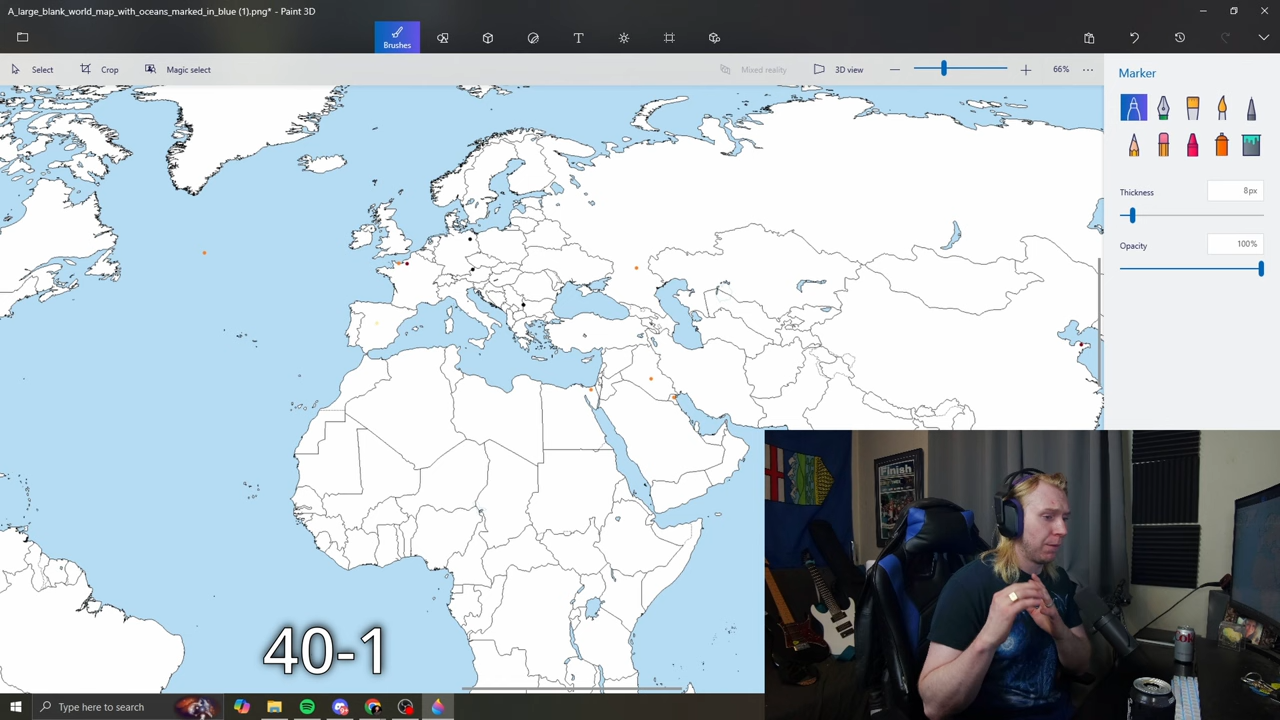 A_large_blank_world_map_with_oceans_marked_in_blue (1).png* - Paint 3D
Brushes
Select
Crop
Magic select
Mixed reality
3D view
66%
Marker
Thickness
8px
Opacity
100%
Finish
40-1
Type here to search